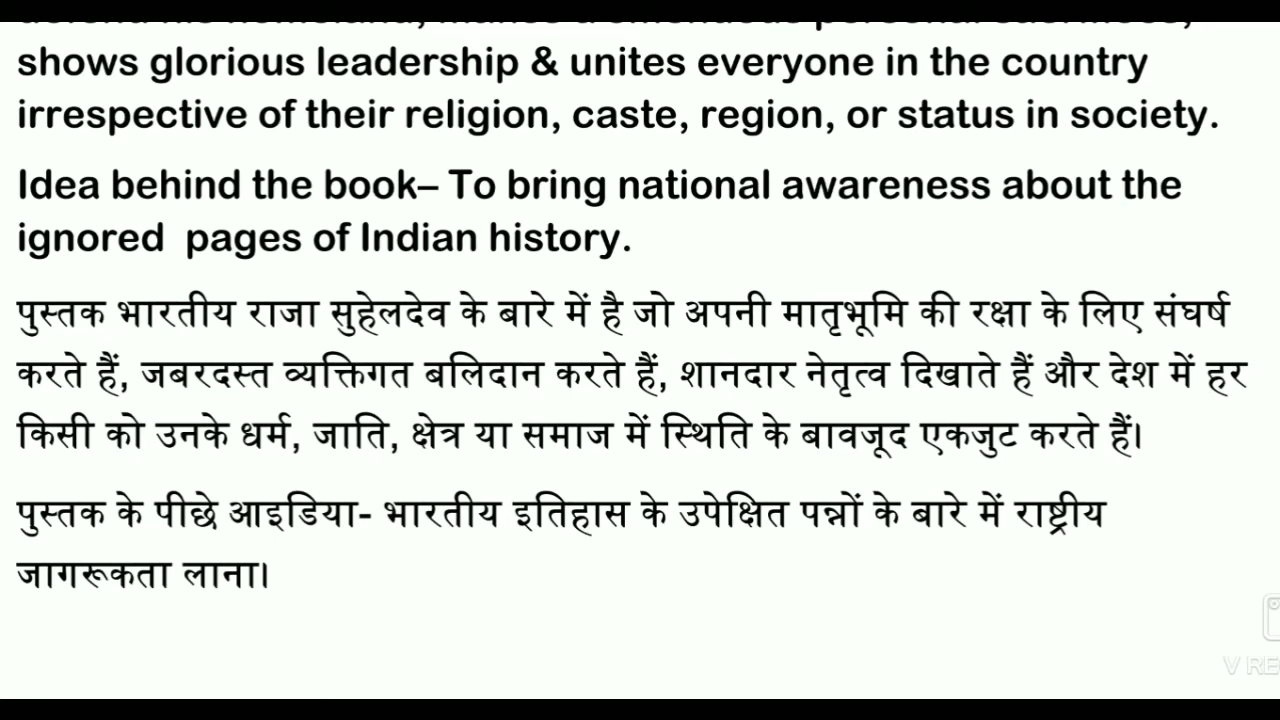 shows glorious leadership & unites everyone in the country
irrespective of their religion, caste, region, or status in society.
Idea behind the book– To bring national awareness about the
ignored pages of Indian history.
पुस्तक भारतीय राजा सुहेलदेव के बारे में है जो अपनी मातृभूमि की रक्षा के लिए संघर्ष
करते हैं, जबरदस्त व्यक्तिगत बलिदान करते हैं, शानदार नेतृत्व दिखाते हैं और देश में हर
किसी को उनके धर्म, जाति, क्षेत्र या समाज में स्थिति के बावजूद एकजुट करते हैं।
पुस्तक के पीछे आइडिया- भारतीय इतिहास के उपेक्षित पन्नों के बारे में राष्ट्रीय
जागरूकता लाना।
V RE